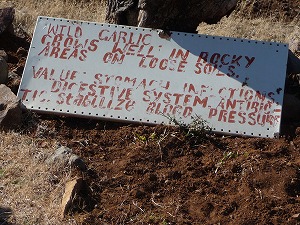 WILD GARLIC
GROWS WELL IN ROCKY
AREAS ON LOOSE SOILS.
VALUE: STOMACH INFECTIONS
DIGESTIVE SYSTEM, ANTIBIO
TIC. STABILIZE BLOOD PRESSURE